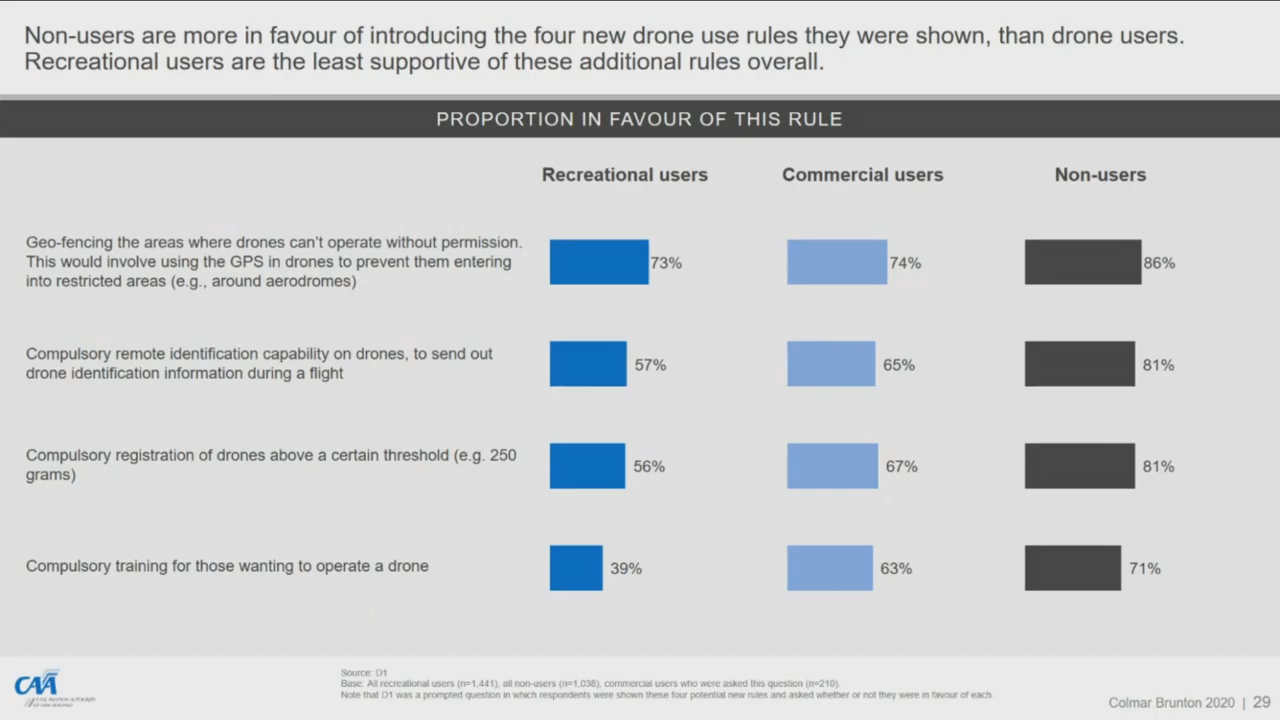 Non-users are more in favour of introducing the four new drone use rules they were shown, than drone users.
Recreational users are the least supportive of these additional rules overall.
PROPORTION IN FAVOUR OF THIS RULE
Recreational users
Commercial users
Non-users
Geo-fencing the areas where drones can't operate without permission.
This would involve using the GPS in drones to prevent them entering
into restricted areas (e.g., around aerodromes)
73%
74%
86%
Compulsory remote identification capability on drones, to send out
drone identification information during a flight
57%
65%
81%
Compulsory registration of drones above a certain threshold (e.g. 250
grams)
56%
67%
81%
Compulsory training for those wanting to operate a drone
39%
63%
71%
CAA
CIVIL AVIATION AUTHORITY
OF NEW ZEALAND
Source: D1
Base. All recreational users (n=1,441), all non-users (n=1,038), commercial users who were asked this question (n=210).
Note that D1 was a prompted question in which respondents were shown these four potential new rules and asked whether or not they were in favour of each.
Colmar Brunton 2020 | 29